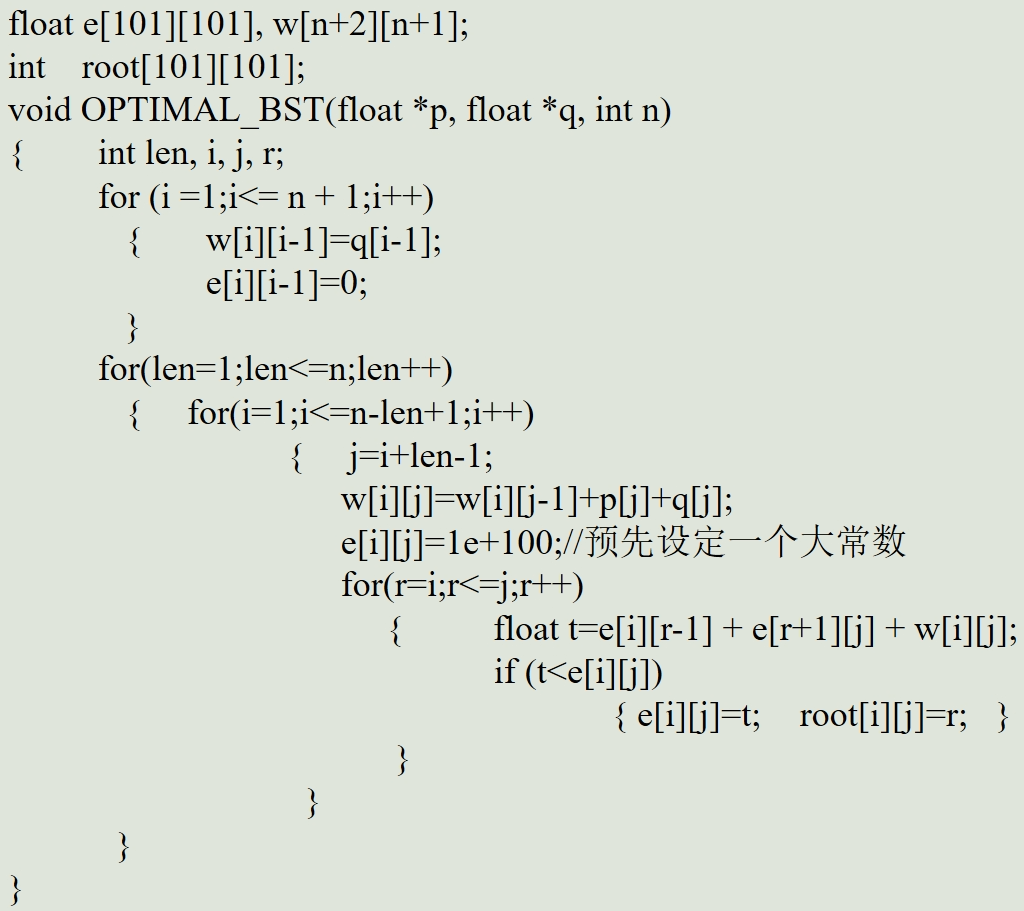 float e[101][101], w[n+2][n+1];
int root[101][101];
void OPTIMAL_BST(float *p, float *q, int n)
{ int len, i, j, r;
for (i =1;i<= n + 1;i++)
{ w[i][i-1]=q[i-1];
e[i][i-1]=0;
}
for(len=1;len<=n;len++)
{ for(i=1;i<=n-len+1;i++)
{ j=i+len-1;
w[i][j]=w[i][j-1]+p[j]+q[j];
e[i][j]=1e+100;//预先设定一个大常数
for(r=i;r<=j;r++)
{ float t=e[i][r-1] + e[r+1][j] + w[i][j];
if (t<e[i][j])
{ e[i][j]=t; root[i][j]=r; }
}
}
}
}